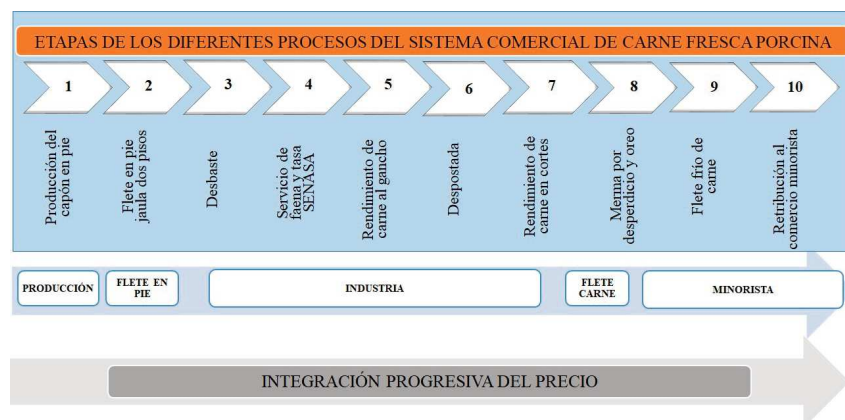 ETAPAS DE LOS DIFERENTES PROCESOS DEL SISTEMA COMERCIAL DE CARNE FRESCA PORCINA
1
2
3
4
5
6
7
8
9
10
Producción del
capón en pie
Flete en pie
jaula dos pisos
Desbaste
Servicio de
faena y tasa
SENASA
Rendimiento de
carne al gancho
Despostada
Rendimiento de
carne en cortes
Merma por
desperdicio y oreo
Flete frio de
carne
Retribución al
comercio minorista
PRODUCCIÓN
FLETE EN
PIE
INDUSTRIA
FLETE
CARNE
MINORISTA
INTEGRACIÓN PROGRESIVA DEL PRECIO